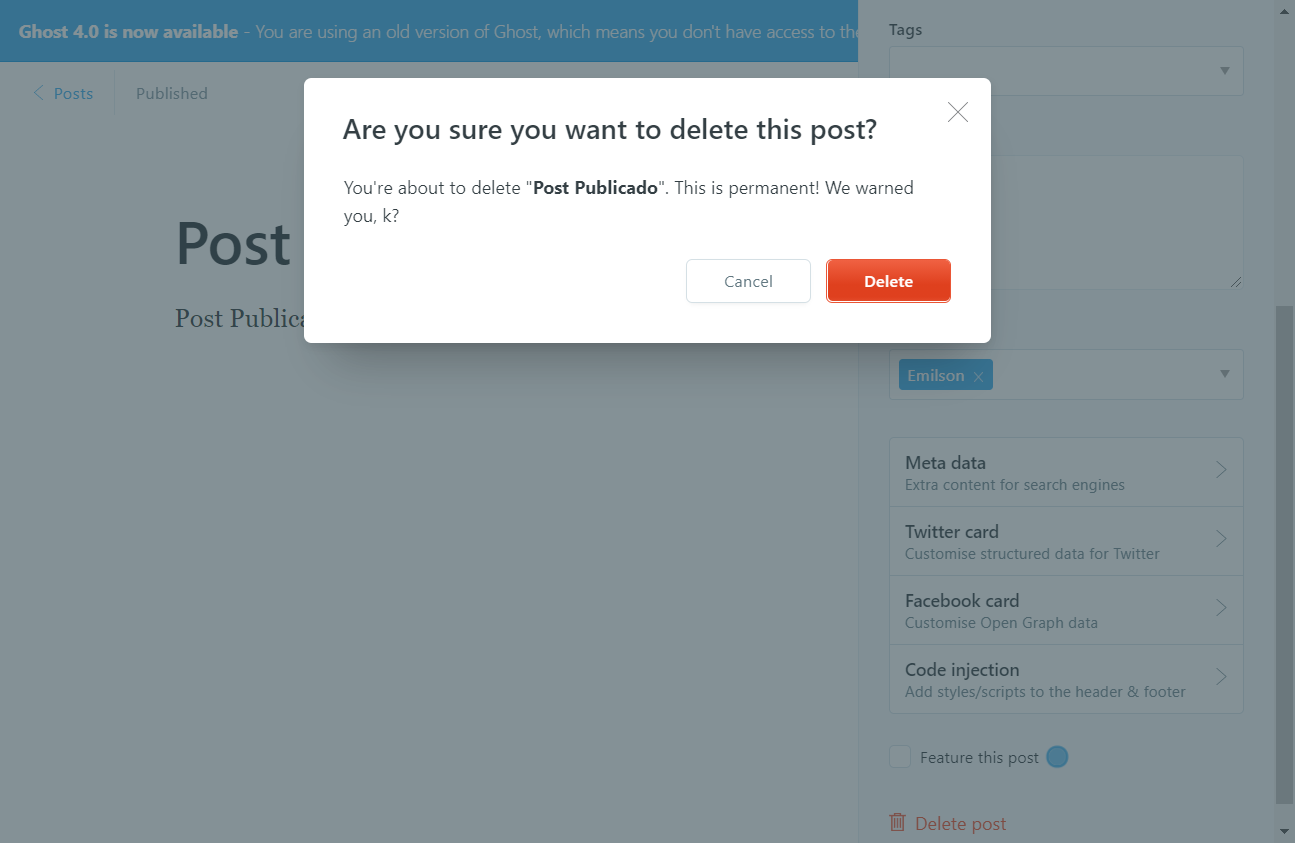 Ghost 4.0 is now available - You are using an old version of Ghost, which means you don't have access to the
Posts
Published
Are you sure you want to delete this post?
You're about to delete "Post Publicado". This is permanent! We warned
you, k?
Cancel
Delete
Post
Post Publica
Tags
Emilson
Meta data
Extra content for search engines
Twitter card
Customise structured data for Twitter
Facebook card
Customise Open Graph data
Code injection
Add styles/scripts to the header & footer
Feature this post
Delete post